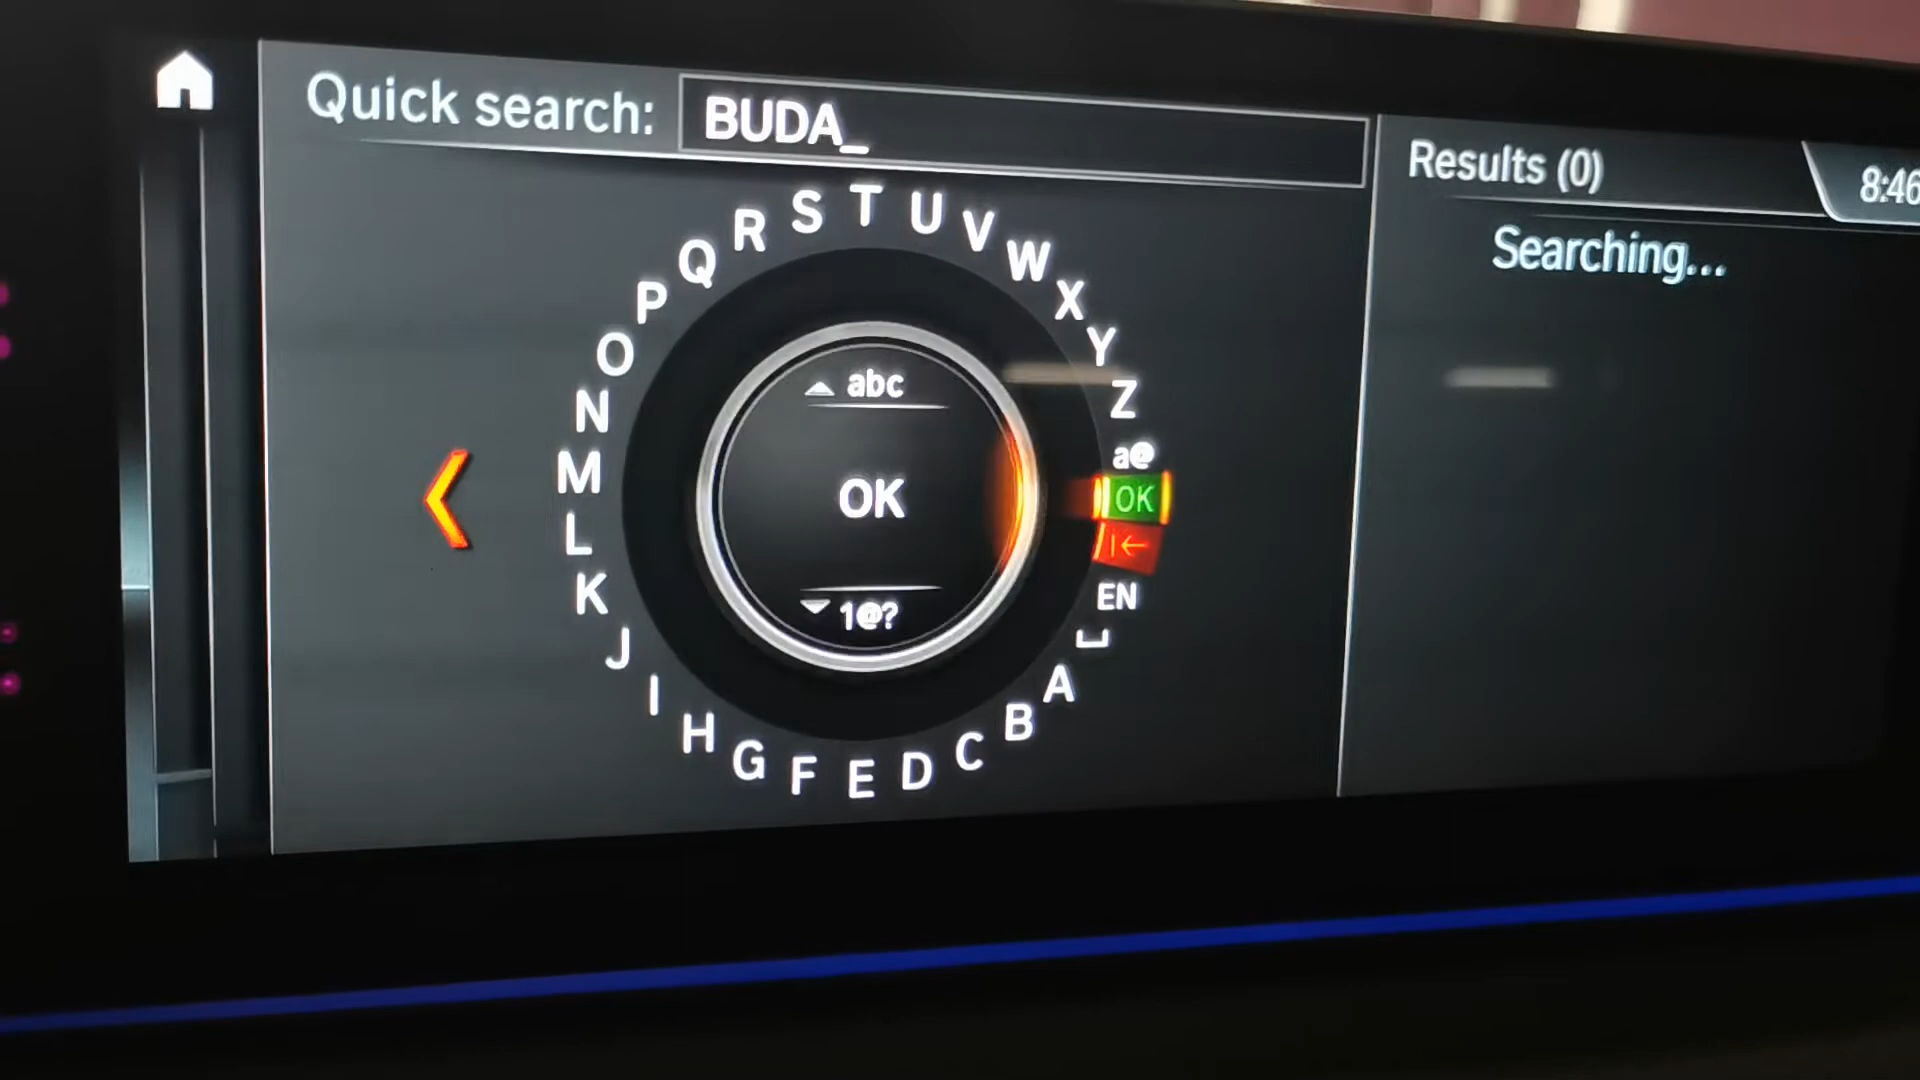 Quick search: BUDA_
Results (0)
8:46
Searching...
S T U V W X Y Z a@ OK EN A B C D E F G H I J K L M N O P Q R
abc
OK
1@?